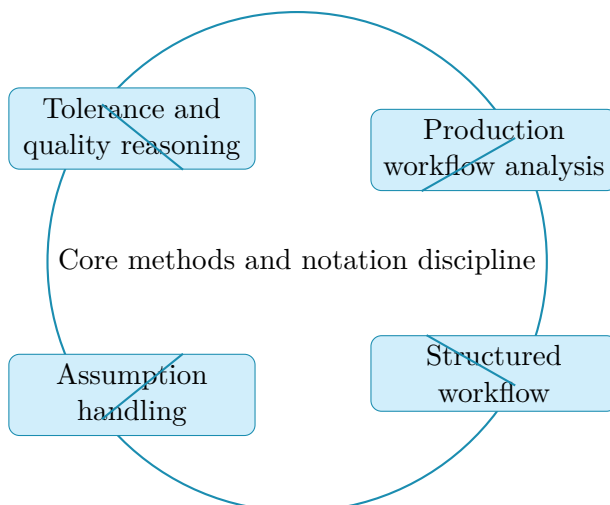 Tolerance and
quality reasoning
Production
workflow analysis
Core methods and notation discipline
Assumption
handling
Structured
workflow